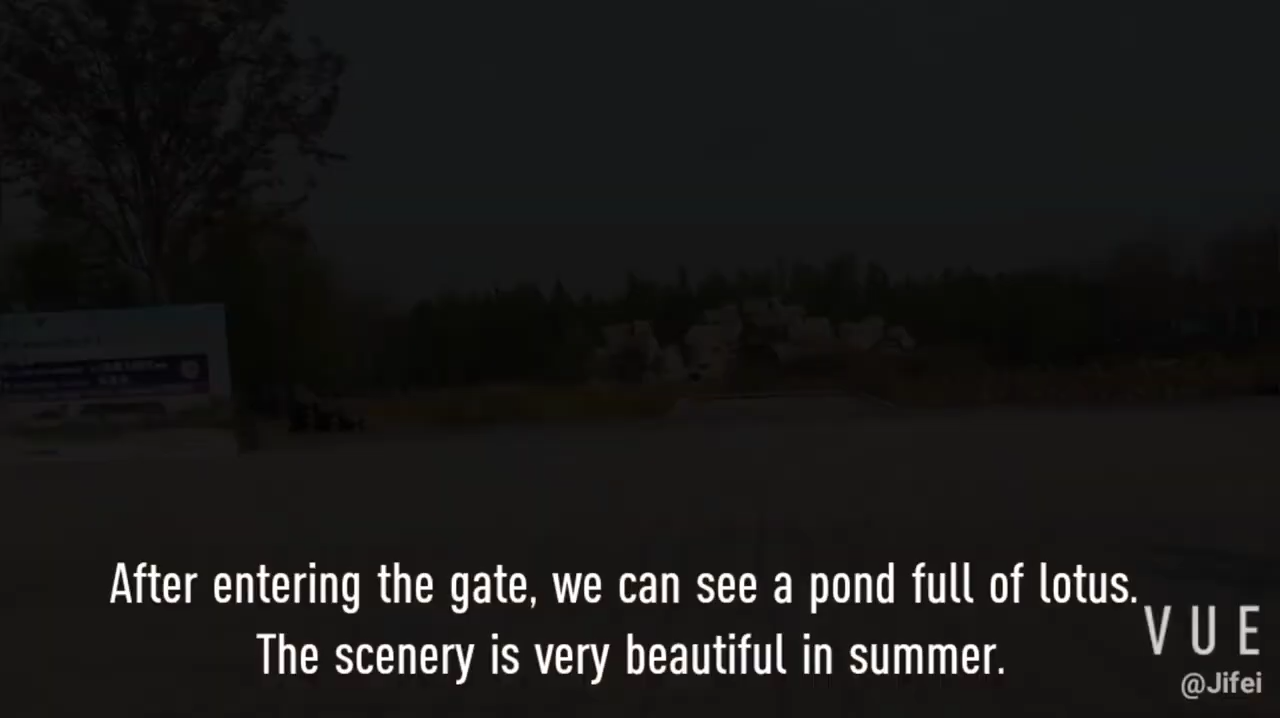 After entering the gate, we can see a pond full of lotus.
The scenery is very beautiful in summer.
VUE
@Jifei